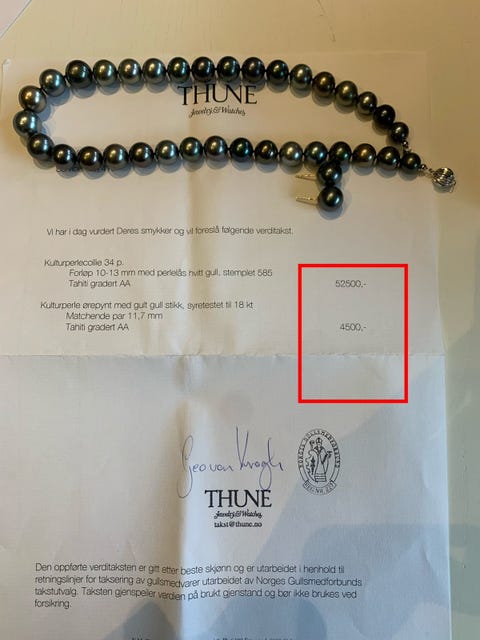 THUNE
Jewelry & Watches
Vi har i dag vurdert Deres smykker og vil foreslå følgende verditakst.
Kulturperlecollie 34 p.
Forløp 10-13 mm med perlelås hvitt gull, stemplet 585
Tahiti gradert AA
52500,-
Kulturperle ørepynt med gult gull stikk, syretestet til 18 kt
Matchende par 11,7 mm
Tahiti gradert AA
4500,-
NORGES GULLSMEDFORBUND
THUNE
Jewelry & Watches
takst@thune.no
Den oppførte verditaksten er gitt etter beste skjønn og er utarbeidet i henhold til
retningslinjer for taksering av gullsmedvarer utarbeidet av Norges Gullsmedforbunds
takstutvalg. Taksten gjenspeiler verdien på brukt gjenstand og bør ikke brukes ved
forsikring.